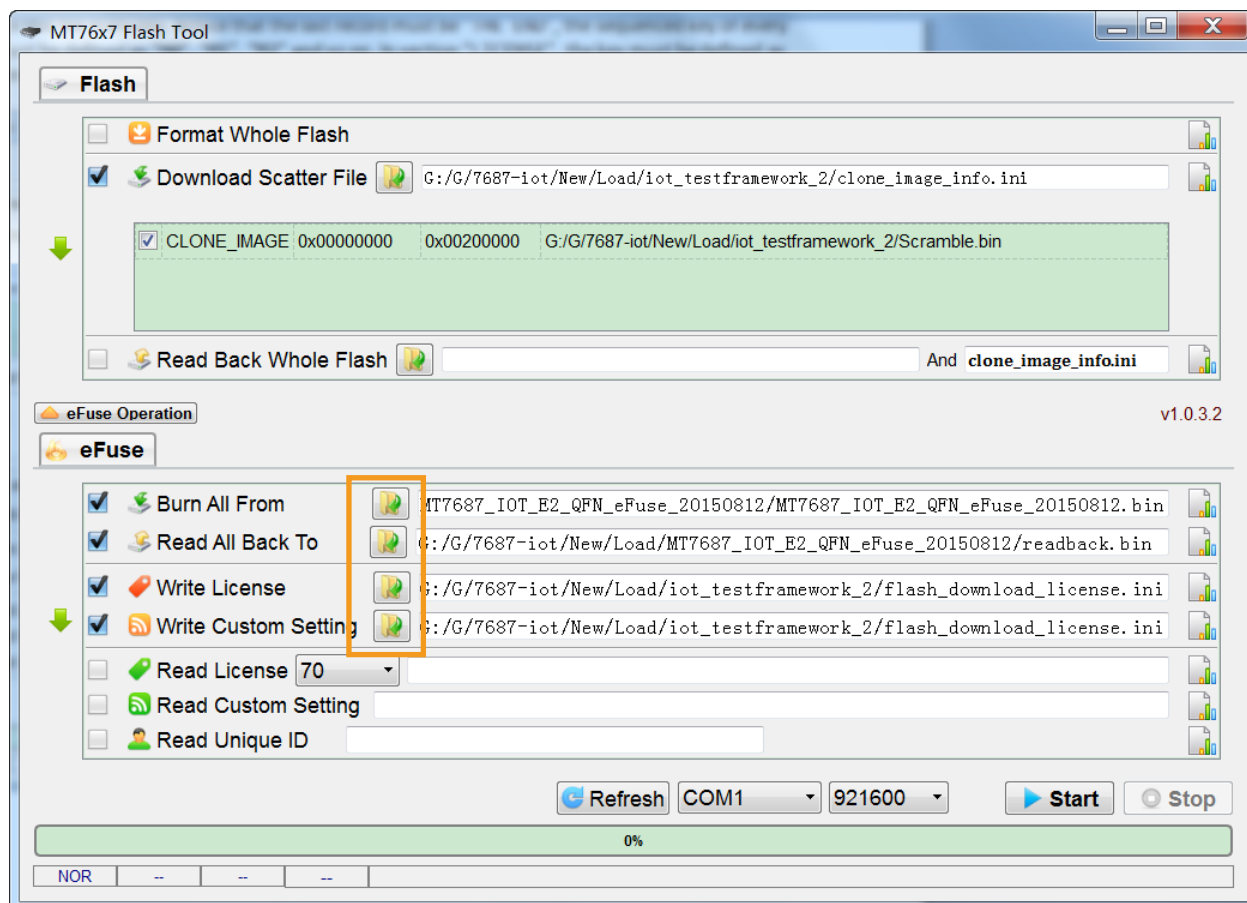 MT76x7 Flash Tool
Flash
Format Whole Flash
Download Scatter File G:/G/7687-iot/New/Load/iot_testframework_2/clone_image_info.ini
CLONE_IMAGE 0x00000000 0x00200000 G:/G/7687-iot/New/Load/iot_testframework_2/Scramble.bin
Read Back Whole Flash And clone_image_info.ini
eFuse Operation v1.0.3.2
eFuse
Burn All From MT7687_IOT_E2_QFN_eFuse_20150812/MT7687_IOT_E2_QFN_eFuse_20150812.bin
Read All Back To G:/G/7687-iot/New/Load/MT7687_IOT_E2_QFN_eFuse_20150812/readback.bin
Write License G:/G/7687-iot/New/Load/iot_testframework_2/flash_download_license.ini
Write Custom Setting G:/G/7687-iot/New/Load/iot_testframework_2/flash_download_license.ini
Read License 70
Read Custom Setting
Read Unique ID
Refresh COM1 921600 Start Stop
0%
NOR -- -- --